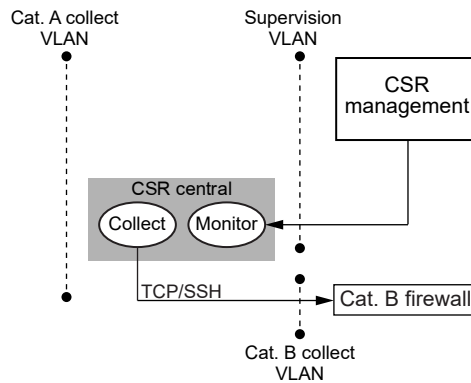 Cat. A collect
VLAN
Supervision
VLAN
CSR
management
CSR central
Collect
Monitor
TCP/SSH
Cat. B firewall
Cat. B collect
VLAN